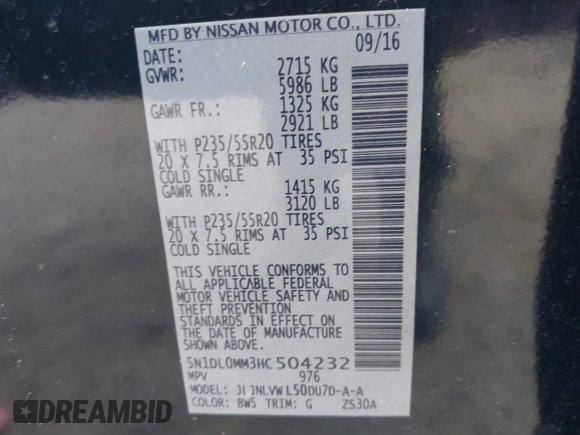 MFD BY NISSAN MOTOR CO., LTD.
DATE: 09/16
GVWR: 2715 KG
5986 LB
GAWR FR.: 1325 KG
2921 LB
WITH P235/55R20 TIRES
20 X 7.5 RIMS AT 35 PSI
COLD SINGLE
GAWR RR.: 1415 KG
3120 LB
WITH P235/55R20 TIRES
20 X 7.5 RIMS AT 35 PSI
COLD SINGLE
THIS VEHICLE CONFORMS TO
ALL APPLICABLE FEDERAL
MOTOR VEHICLE SAFETY AND
THEFT PREVENTION
STANDARDS IN EFFECT ON
THE DATE OF MANUFACTURE
SHOWN ABOVE.
5N1DL0MM3HC504232
MPV 976
MODEL: L50DU7D-A-A
COLOR: BW5 TRIM: G ZS30A
AUTOBIDMASTER